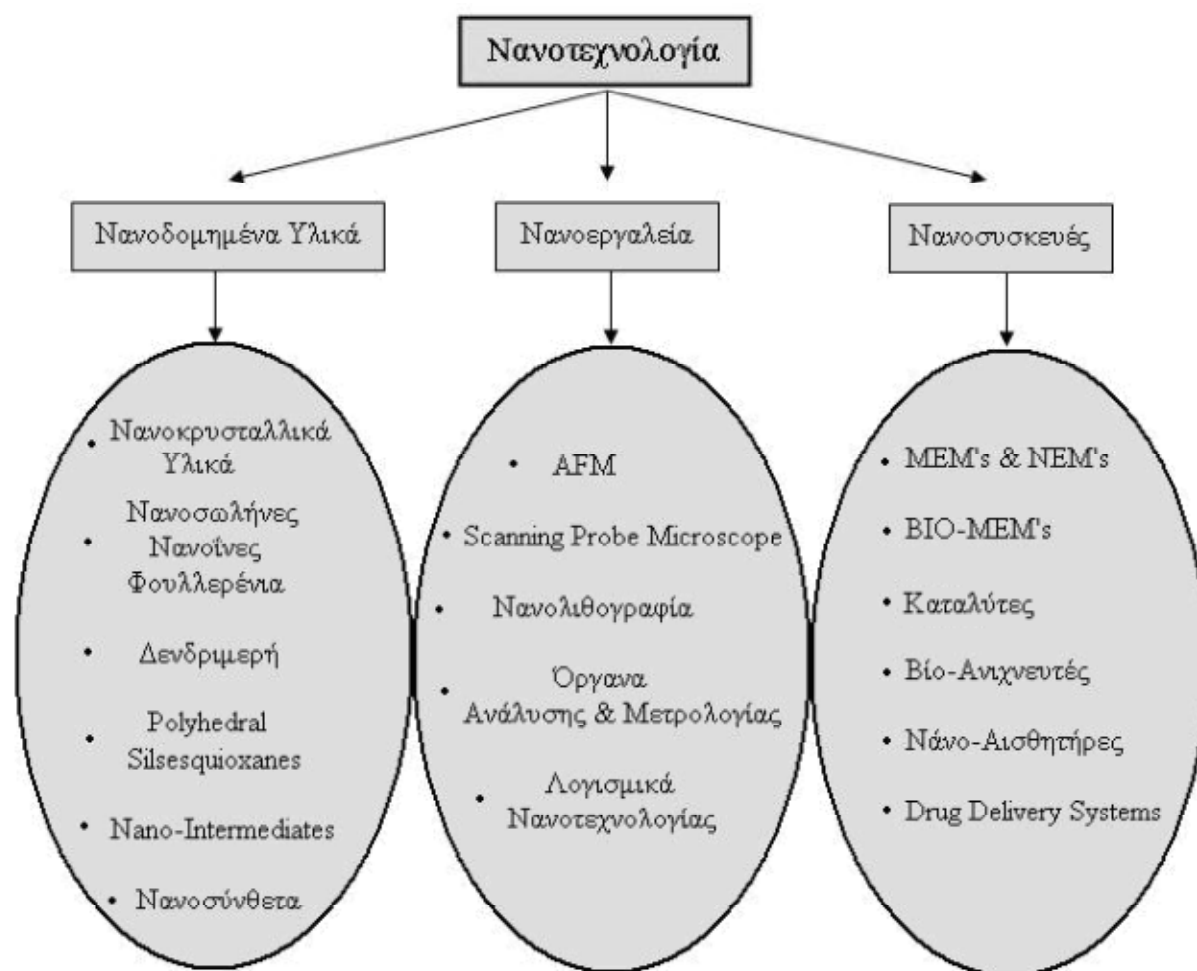 Νανοτεχνολογία
Νανοδομημένα Υλικά
Νανοεργαλεία
Νανοσυσκευές
• Νανοκρυσταλλικά
Υλικά
• Νανοσωλήνες
Νανοΐνες
Φουλλερένια
• Δενδριμερή
• Polyhedral
Silsesquioxanes
• Nano-Intermediates
• Νανοσύνθετα
• AFM
• Scanning Probe Microscope
• Νανολιθογραφία
• Όργανα
Ανάλυσης & Μετρολογίας
• Λογισμικά
Νανοτεχνολογίας
• MEM's & NEM's
• BIO-MEM's
• Καταλύτες
• Βίο-Ανιχνευτές
• Νάνο-Αισθητήρες
• Drug Delivery Systems